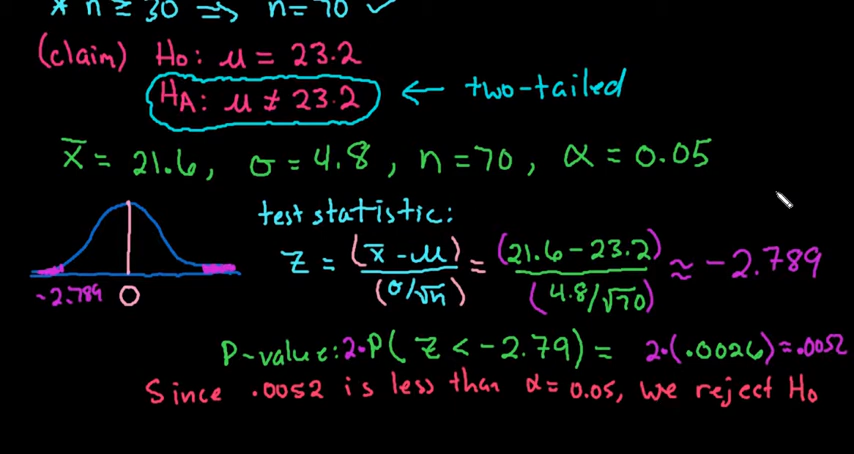 * n ≥ 30 ⇒ n = 70 ✓
(claim) H₀: μ = 23.2
H_A: μ ≠ 23.2 ← two-tailed
x̄ = 21.6, σ = 4.8, n = 70, α = 0.05
test statistic:
z = (x̄ - μ) / (σ/√n) = (21.6 - 23.2) / (4.8/√70) ≈ -2.789
-2.789 0
P-value: 2·P( z < -2.79) = 2·(.0026) = .0052
Since .0052 is less than α = 0.05, we reject H₀